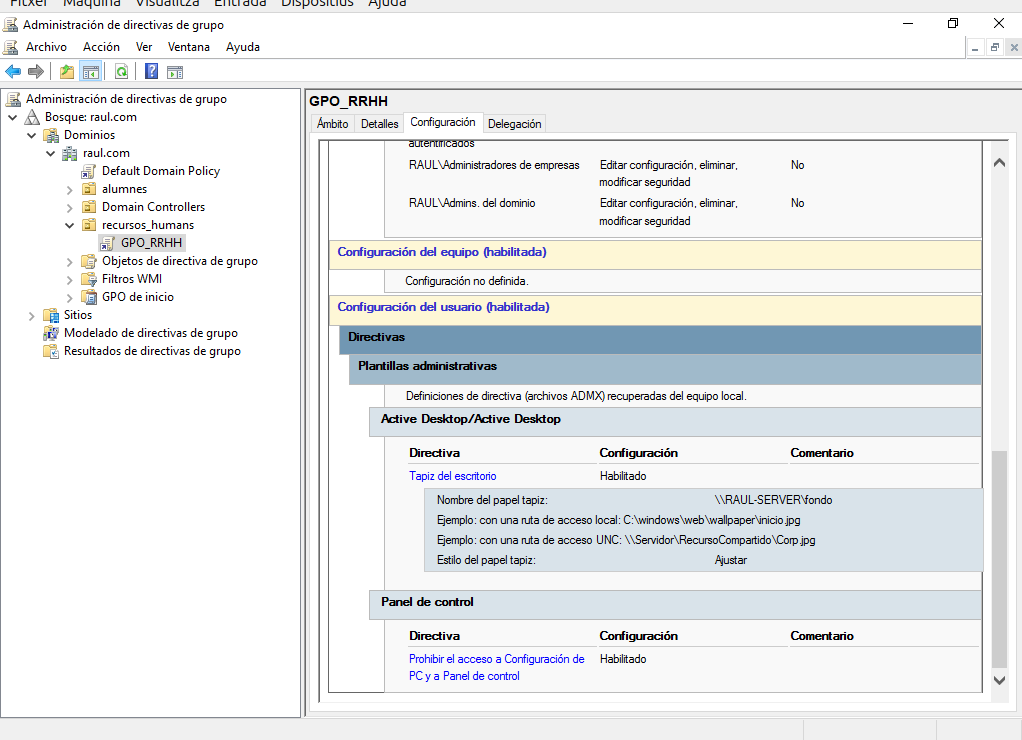 Fitxer Màquina Visualitza Entrada Dispositius Ajuda
Administración de directivas de grupo
Archivo Acción Ver Ventana Ayuda
Administración de directivas de grupo
Bosque: raul.com
Dominios
raul.com
Default Domain Policy
alumnes
Domain Controllers
recursos_humans
GPO_RRHH
Objetos de directiva de grupo
Filtros WMI
GPO de inicio
Sitios
Modelado de directivas de grupo
Resultados de directivas de grupo
GPO_RRHH
Ámbito Detalles Configuración Delegación
autentificados
RAUL\Administradores de empresas Editar configuración, eliminar, No
modificar seguridad
RAUL\Admins. del dominio Editar configuración, eliminar, No
modificar seguridad
Configuración del equipo (habilitada)
Configuración no definida.
Configuración del usuario (habilitada)
Directivas
Plantillas administrativas
Definiciones de directiva (archivos ADMX) recuperadas del equipo local.
Active Desktop/Active Desktop
Directiva Configuración Comentario
Tapiz del escritorio Habilitado
Nombre del papel tapiz: \\RAUL-SERVER\fondo
Ejemplo: con una ruta de acceso local: C:\windows\web\wallpaper\inicio.jpg
Ejemplo: con una ruta de acceso UNC: \\Servidor\RecursoCompartido\Corp.jpg
Estilo del papel tapiz: Ajustar
Panel de control
Directiva Configuración Comentario
Prohibir el acceso a Configuración de Habilitado
PC y a Panel de control